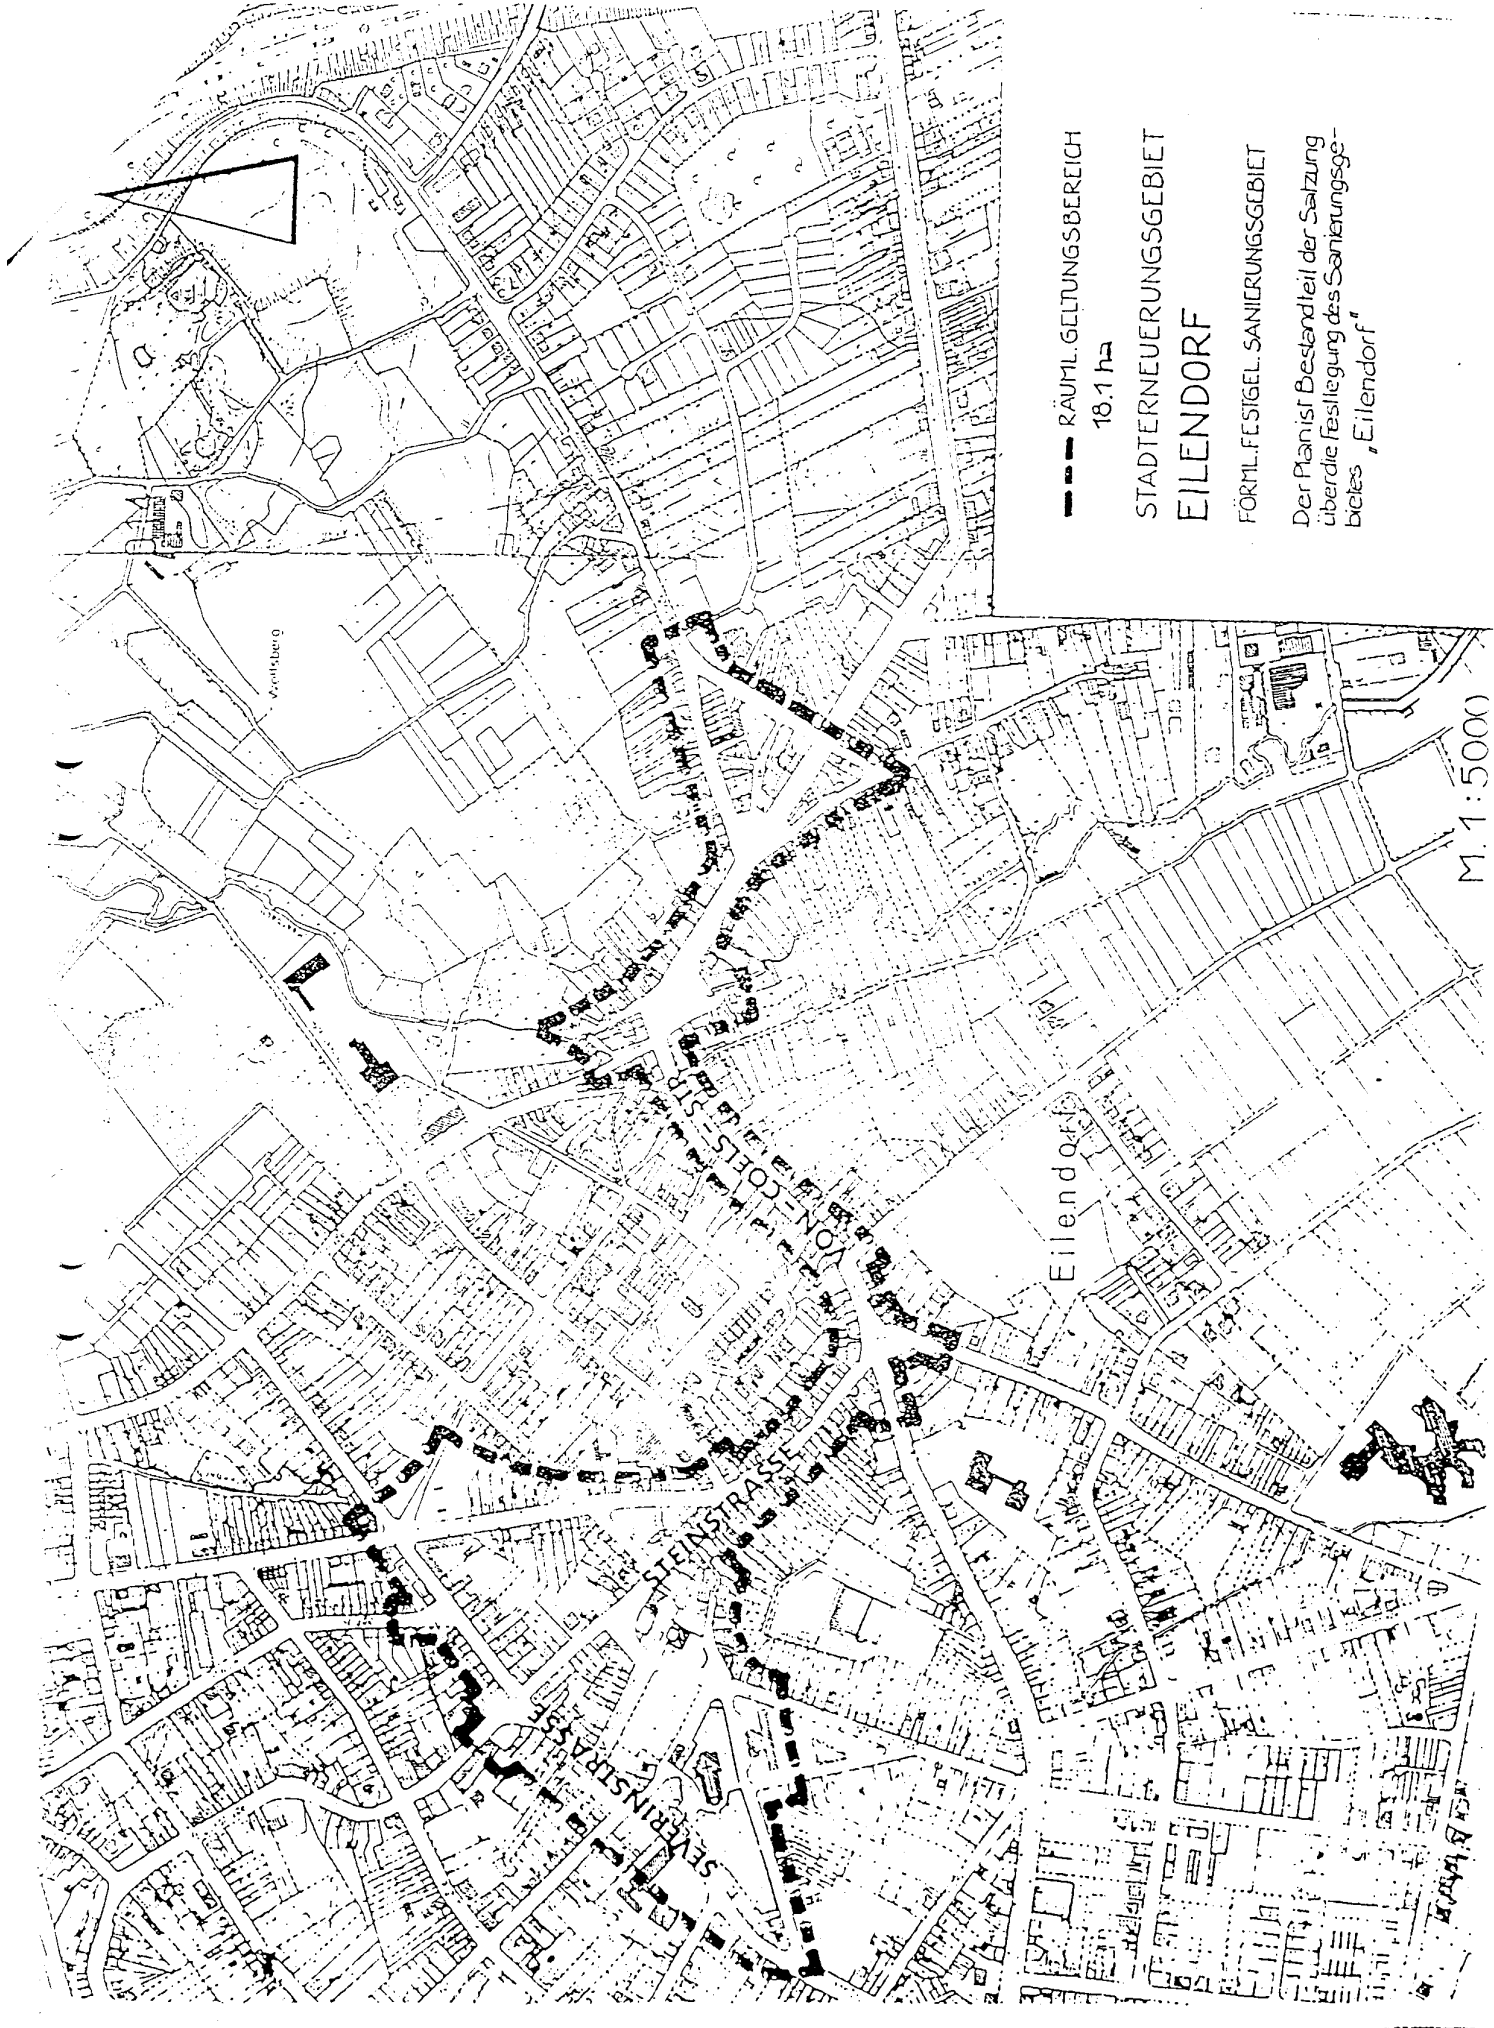 RÄUML. GELTUNGSBEREICH
18.1 ha
STADTERNEUERUNGSGEBIET
EILENDORF
FÖRML. FESTGEL. SANIERUNGSGEBIET
Der Plan ist Bestandteil der Satzung
über die Festlegung des Sanierungsge-
bietes „Eilendorf"
M. 1:5000
Eilendorf
VON-COELS-STR.
STEINSTRASSE
SEVERINSTRASSE